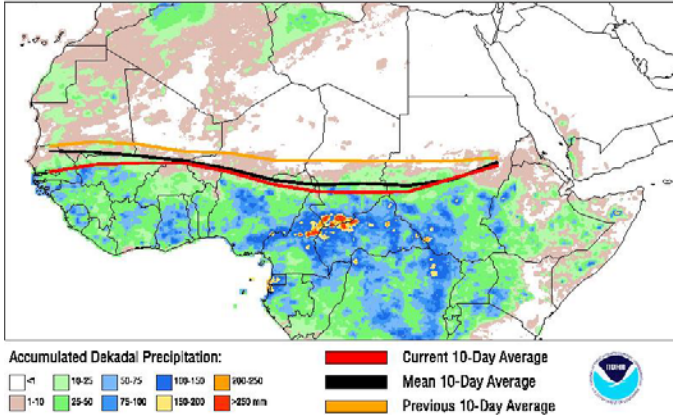 Accumulated Dekadal Precipitation:
<1
10-25
50-75
100-150
200-250
1-10
25-50
75-100
150-200
>250 mm
Current 10-Day Average
Mean 10-Day Average
Previous 10-Day Average
NOAA